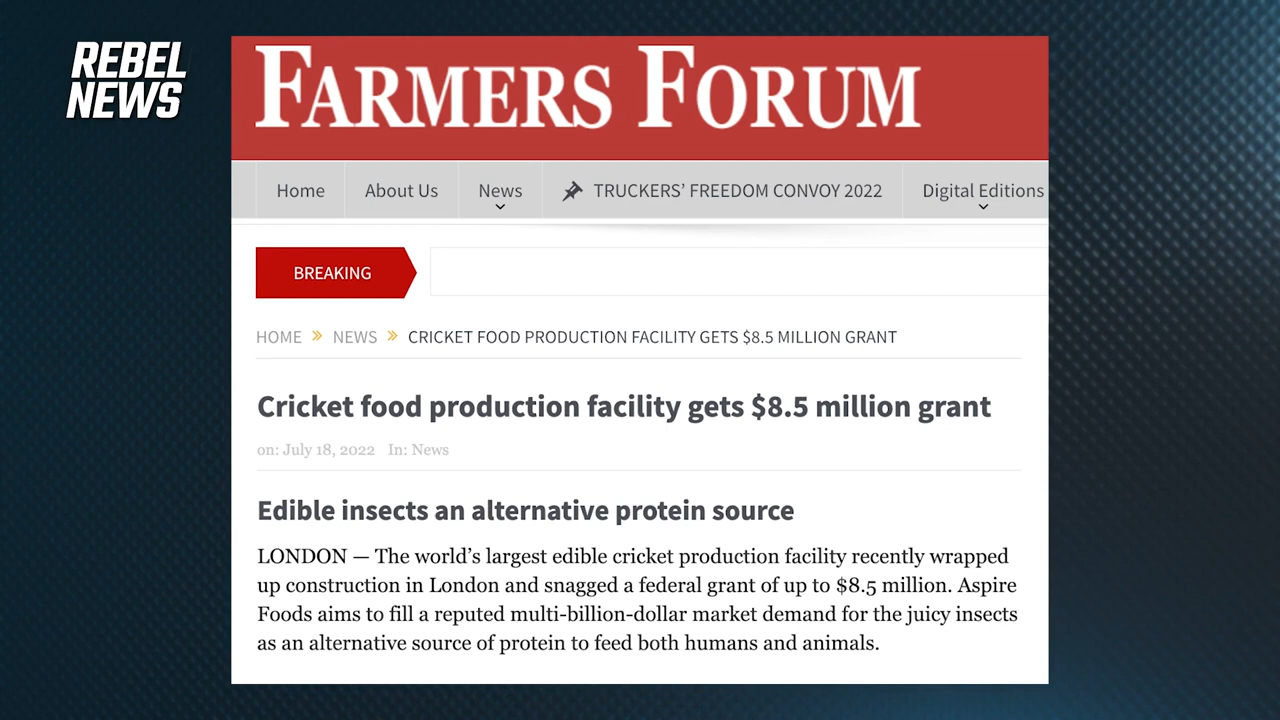 REBEL
NEWS
FARMERS FORUM
Home About Us News TRUCKERS’ FREEDOM CONVOY 2022 Digital Editions
BREAKING
HOME » NEWS » CRICKET FOOD PRODUCTION FACILITY GETS $8.5 MILLION GRANT
Cricket food production facility gets $8.5 million grant
on: July 18, 2022 In: News
Edible insects an alternative protein source
LONDON — The world’s largest edible cricket production facility recently wrapped
up construction in London and snagged a federal grant of up to $8.5 million. Aspire
Foods aims to fill a reputed multi-billion-dollar market demand for the juicy insects
as an alternative source of protein to feed both humans and animals.